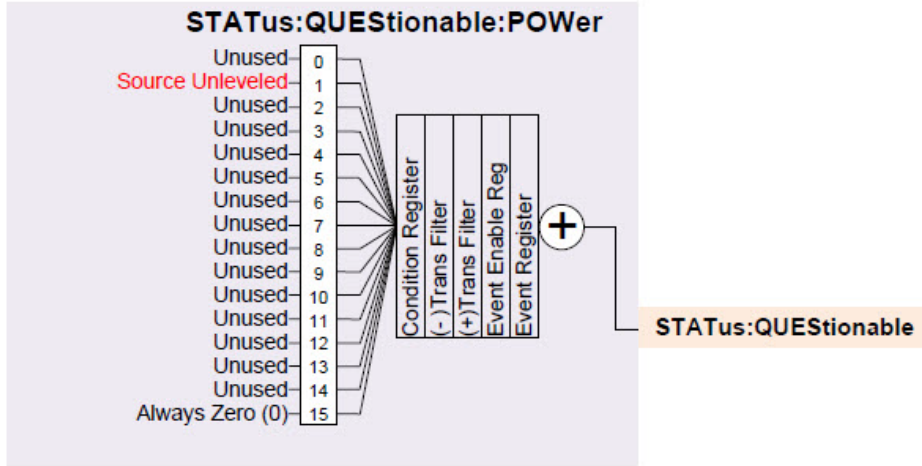 STATus:QUEStionable:POWer
Unused 0
Source Unleveled 1
Unused 2
Unused 3
Unused 4
Unused 5
Unused 6
Unused 7
Unused 8
Unused 9
Unused 10
Unused 11
Unused 12
Unused 13
Unused 14
Always Zero (0) 15
Condition Register
(-)Trans Filter
(+)Trans Filter
Event Enable Reg
Event Register
+
STATus:QUEStionable